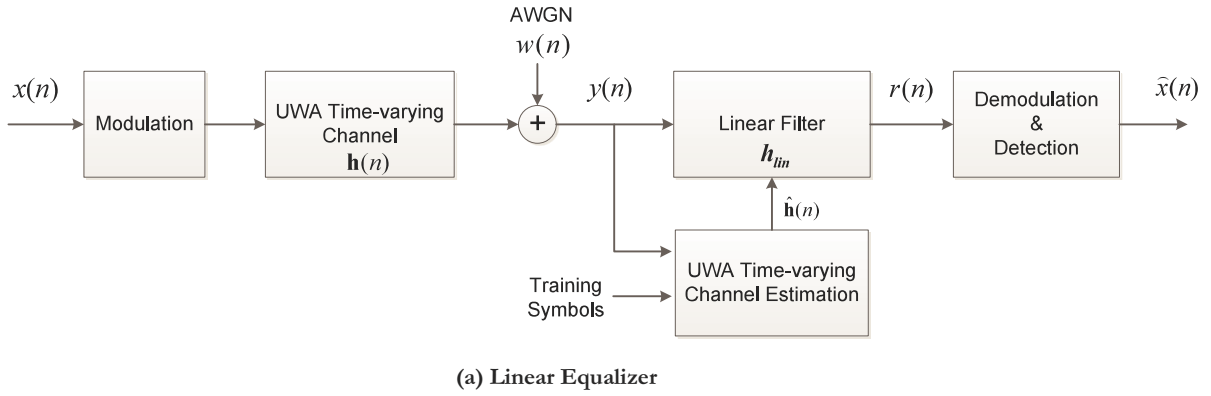 AWGN
w(n)
x(n)
Modulation
UWA Time-varying
Channel
h(n)
+
y(n)
Linear Filter
h_lin
r(n)
Demodulation
&
Detection
x̂(n)
ĥ(n)
Training
Symbols
UWA Time-varying
Channel Estimation
(a) Linear Equalizer